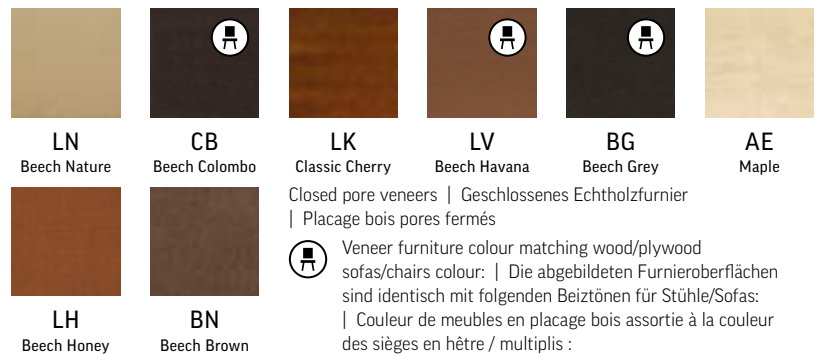 LN
Beech Nature
CB
Beech Colombo
LK
Classic Cherry
LV
Beech Havana
BG
Beech Grey
AE
Maple
LH
Beech Honey
BN
Beech Brown
Closed pore veneers | Geschlossenes Echtholzfurnier
| Placage bois pores fermés
Veneer furniture colour matching wood/plywood
sofas/chairs colour: | Die abgebildeten Furnieroberflächen
sind identisch mit folgenden Beiztönen für Stühle/Sofas:
| Couleur de meubles en placage bois assortie à la couleur
des sièges en hêtre / multiplis :